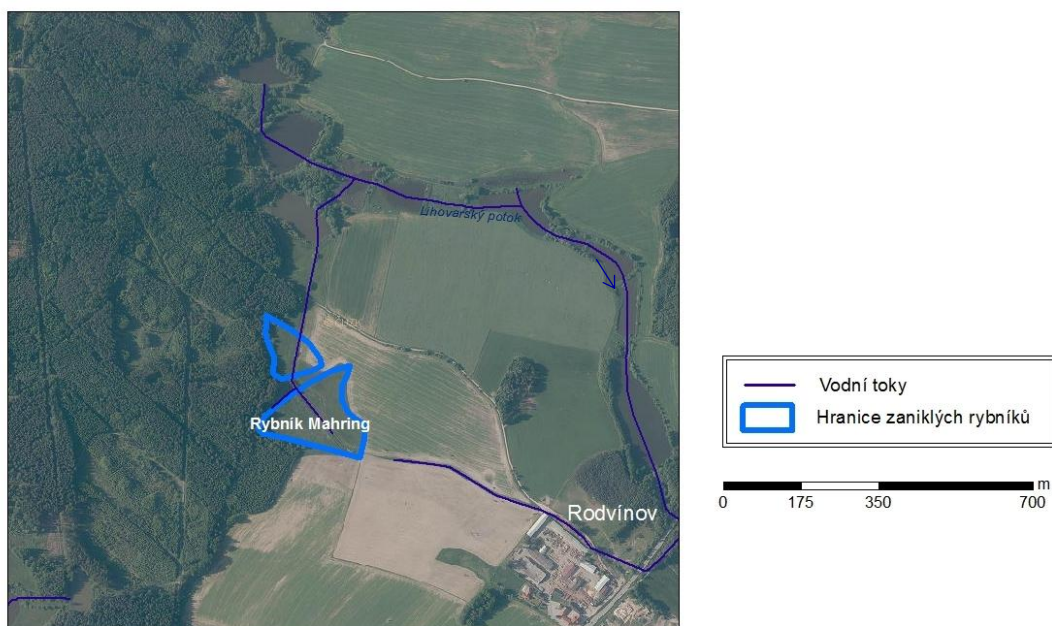 Lihovarský potok
Rybník Mahring
Rodvínov
Vodní toky
Hranice zaniklých rybníků
m
0 175 350 700